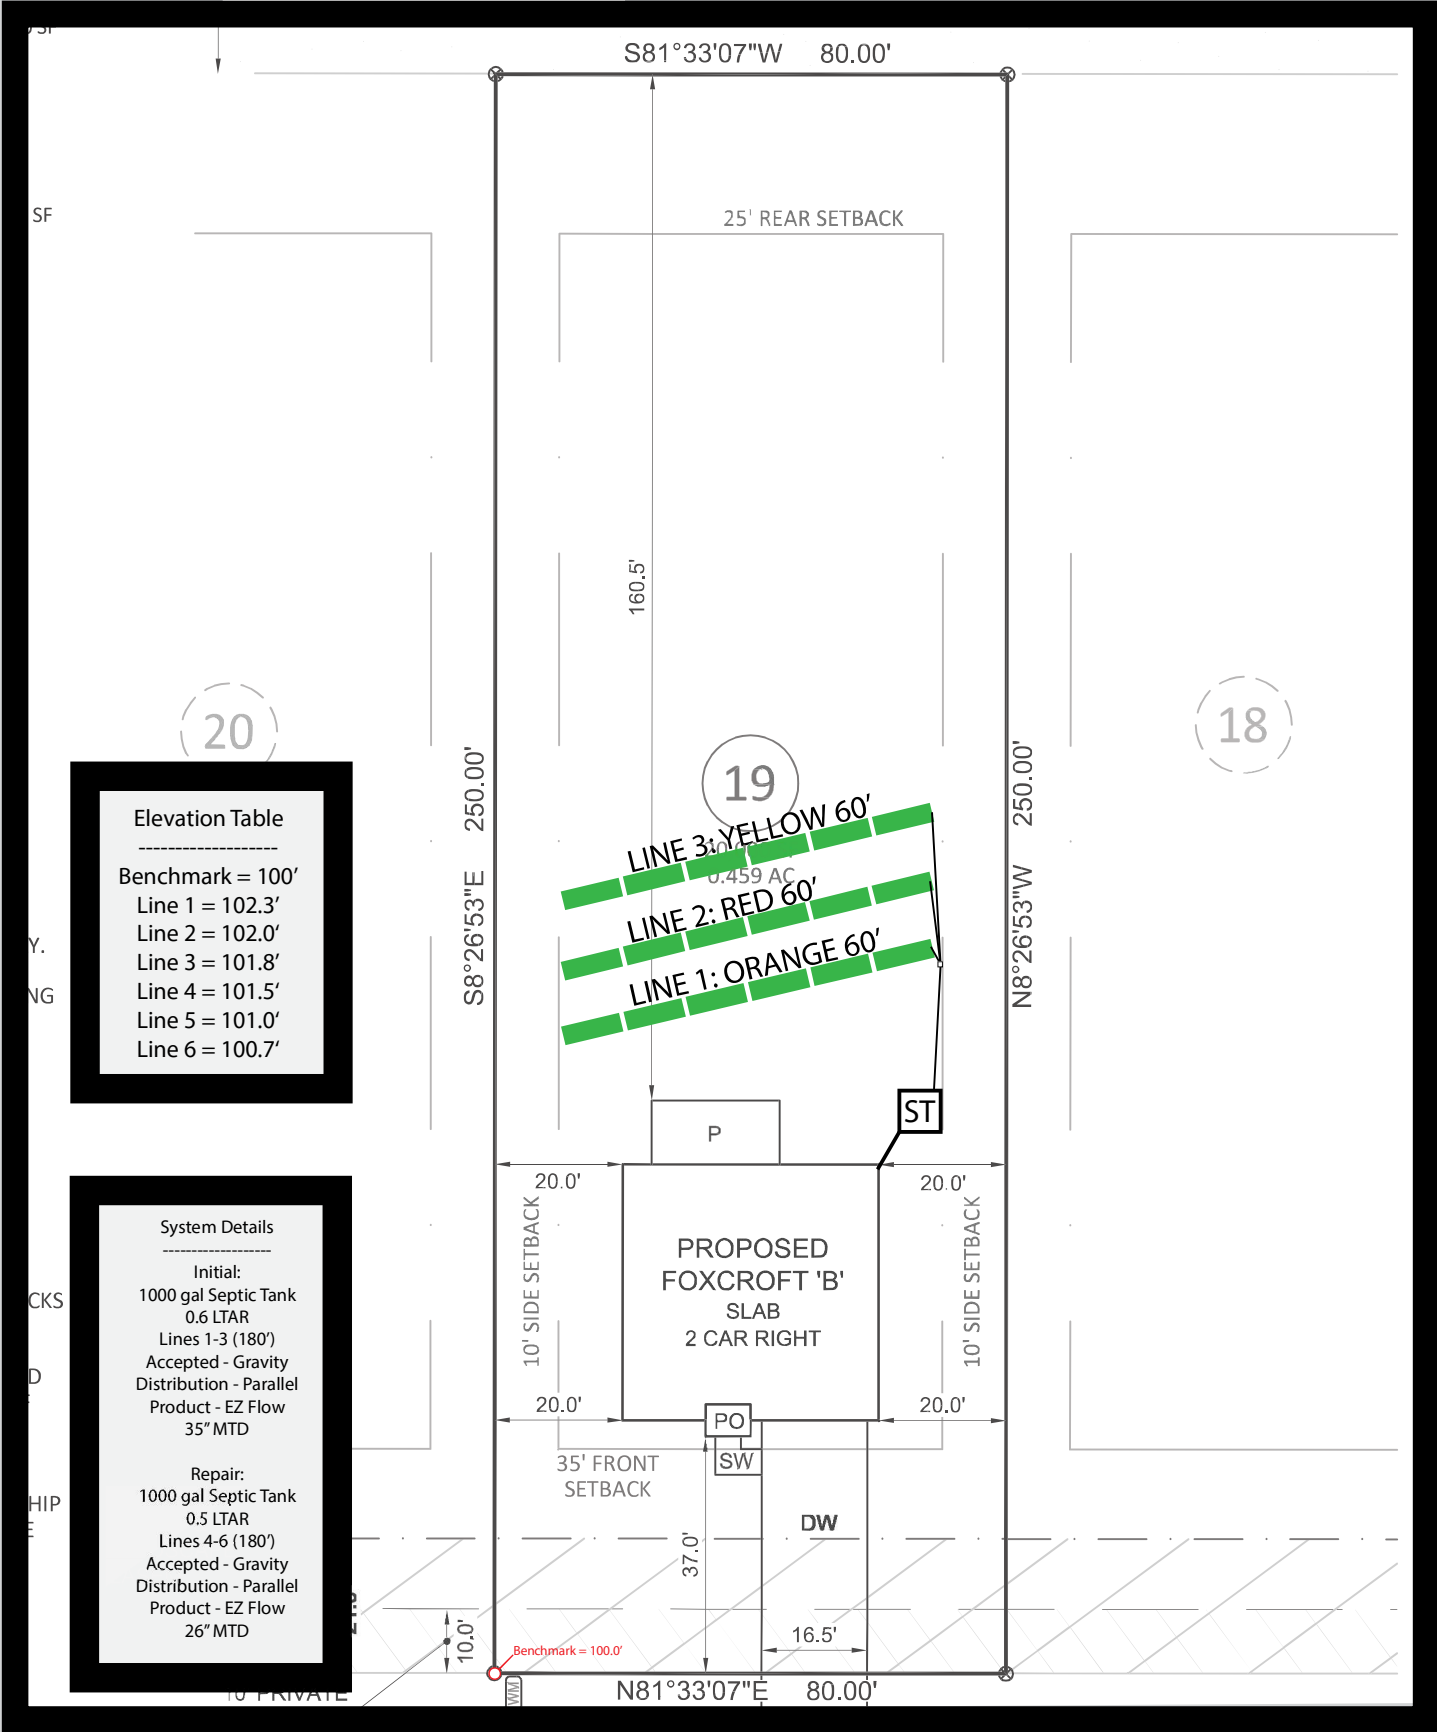 S81°33'07"W 80.00'
SF
25' REAR SETBACK
160.5'
20
18
19
250.00'
S8°26'53"E
250.00'
N8°26'53"W
LINE 3: YELLOW 60’
0.459 AC
LINE 2: RED 60’
LINE 1: ORANGE 60’
Elevation Table
-------------------
Benchmark = 100’
Line 1 = 102.3’
Line 2 = 102.0‘
Line 3 = 101.8’
Line 4 = 101.5‘
Line 5 = 101.0‘
Line 6 = 100.7‘
Y.
NG
ST
P
20.0'
20.0'
10' SIDE SETBACK
10' SIDE SETBACK
PROPOSED
FOXCROFT 'B'
SLAB
2 CAR RIGHT
20.0'
20.0'
PO
SW
35' FRONT
SETBACK
DW
37.0'
16.5'
10.0'
Benchmark = 100.0’
WM
N81°33'07"E 80.00'
System Details
-------------------
Initial:
1000 gal Septic Tank
0.6 LTAR
Lines 1-3 (180’)
Accepted - Gravity
Distribution - Parallel
Product - EZ Flow
35” MTD
Repair:
1000 gal Septic Tank
0.5 LTAR
Lines 4-6 (180’)
Accepted - Gravity
Distribution - Parallel
Product - EZ Flow
26” MTD
CKS
D
HIP
10' PRIVATE